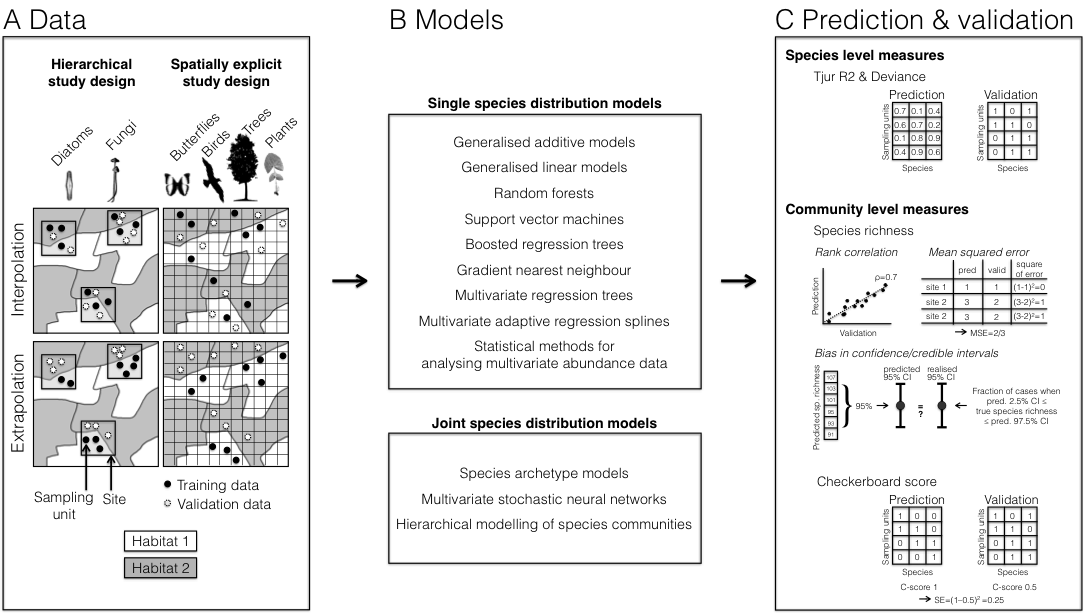 A Data
Hierarchical
study design
Spatially explicit
study design
Diatoms
Fungi
Butterflies
Birds
Trees
Plants
Interpolation
Extrapolation
Sampling
unit
Site
Training data
Validation data
Habitat 1
Habitat 2
B Models
Single species distribution models
Generalised additive models
Generalised linear models
Random forests
Support vector machines
Boosted regression trees
Gradient nearest neighbour
Multivariate regression trees
Multivariate adaptive regression splines
Statistical methods for
analysing multivariate abundance data
Joint species distribution models
Species archetype models
Multivariate stochastic neural networks
Hierarchical modelling of species communities
C Prediction & validation
Species level measures
Tjur R2 & Deviance
Prediction
Sampling units
0.7 0.1 0.4
0.6 0.7 0.2
0.1 0.8 0.9
0.4 0.9 0.6
Species
Validation
Sampling units
1 0 1
1 1 0
0 1 1
0 1 1
Species
Community level measures
Species richness
Rank correlation
Prediction
ρ=0.7
Validation
Mean squared error
pred valid square of error
site 1 1 1 (1-1)²=0
site 2 3 2 (3-2)²=1
site 2 3 2 (3-2)²=1
MSE=2/3
Bias in confidence/credible intervals
Predicted sp. richness
107
103
101
95
93
91
95%
predicted
95% CI
=
?
realised
95% CI
Fraction of cases when
pred. 2.5% CI ≤
true species richness
≤ pred. 97.5% CI
Checkerboard score
Prediction
Sampling units
1 0 0
1 1 0
0 1 1
0 0 1
Species
C-score 1
Validation
Sampling units
1 0 1
1 1 0
0 1 1
0 1 1
Species
C-score 0.5
SE=(1–0.5)²=0.25